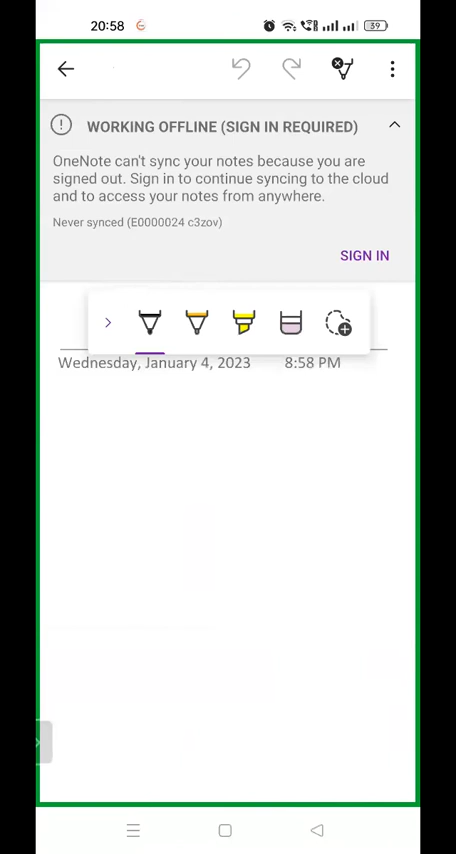 20:58
39
WORKING OFFLINE (SIGN IN REQUIRED)
OneNote can't sync your notes because you are
signed out. Sign in to continue syncing to the cloud
and to access your notes from anywhere.
Never synced (E0000024 c3zov)
SIGN IN
Wednesday, January 4, 2023 8:58 PM